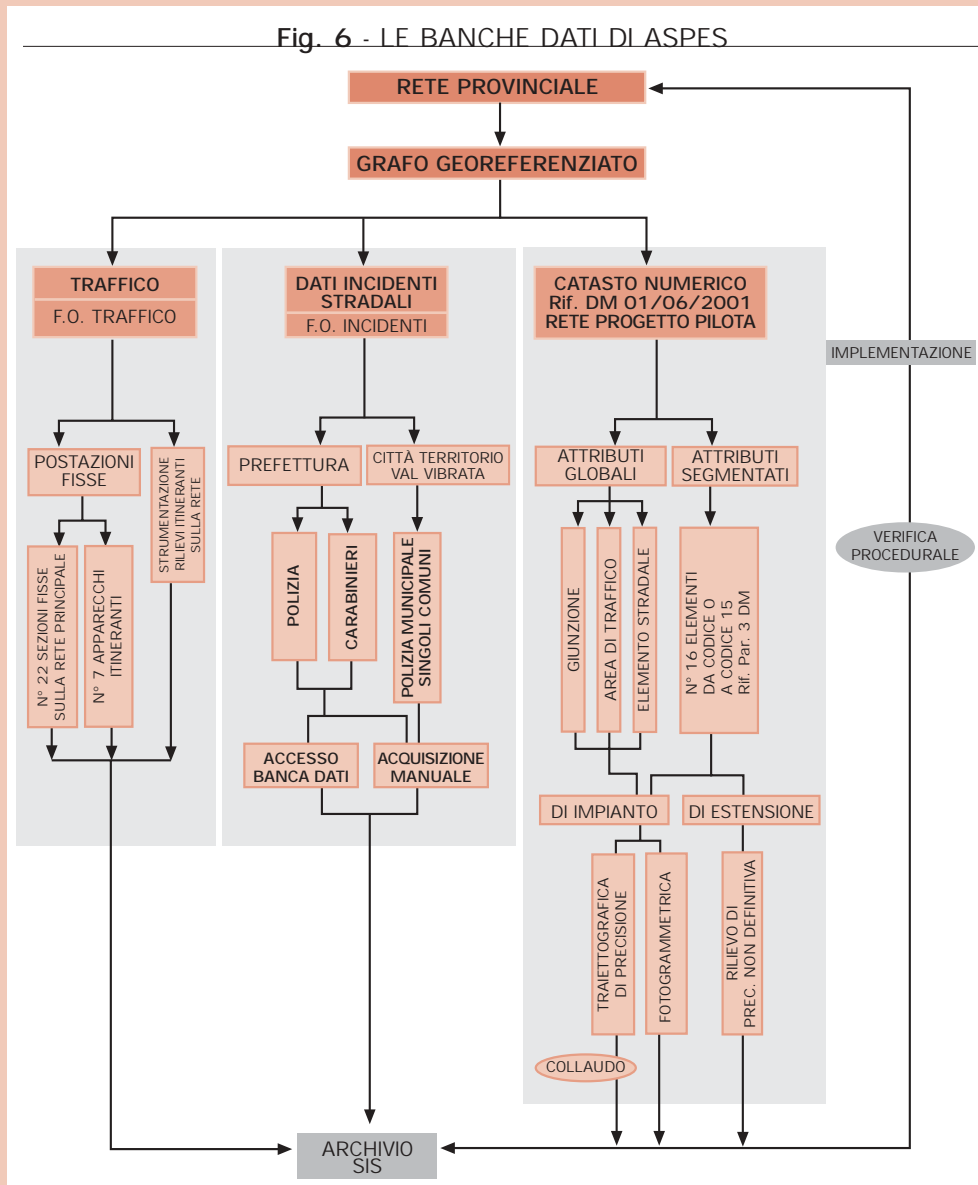 Fig. 6 - LE BANCHE DATI DI ASPES
RETE PROVINCIALE
GRAFO GEOREFERENZIATO
TRAFFICO
F.O. TRAFFICO
DATI INCIDENTI
STRADALI
F.O. INCIDENTI
CATASTO NUMERICO
Rif. DM 01/06/2001
RETE PROGETTO PILOTA
IMPLEMENTAZIONE
POSTAZIONI
FISSE
STRUMENTAZIONE
RILIEVI ITINERANTI
SULLA RETE
PREFETTURA
CITTÀ TERRITORIO
VAL VIBRATA
ATTRIBUTI
GLOBALI
ATTRIBUTI
SEGMENTATI
VERIFICA
PROCEDURALE
N° 22 SEZIONI FISSE
SULLA RETE PRINCIPALE
N° 7 APPARECCHI
ITINERANTI
POLIZIA
CARABINIERI
POLIZIA MUNICIPALE
SINGOLI COMUNI
GIUNZIONE
AREA DI TRAFFICO
ELEMENTO STRADALE
N° 16 ELEMENTI
DA CODICE O
A CODICE 15
Rif. Par. 3 DM
ACCESSO
BANCA DATI
ACQUISIZIONE
MANUALE
DI IMPIANTO
DI ESTENSIONE
TRAIETTOGRAFICA
DI PRECISIONE
FOTOGRAMMETRICA
RILIEVO DI
PREC. NON DEFINITIVA
COLLAUDO
ARCHIVIO
SIS